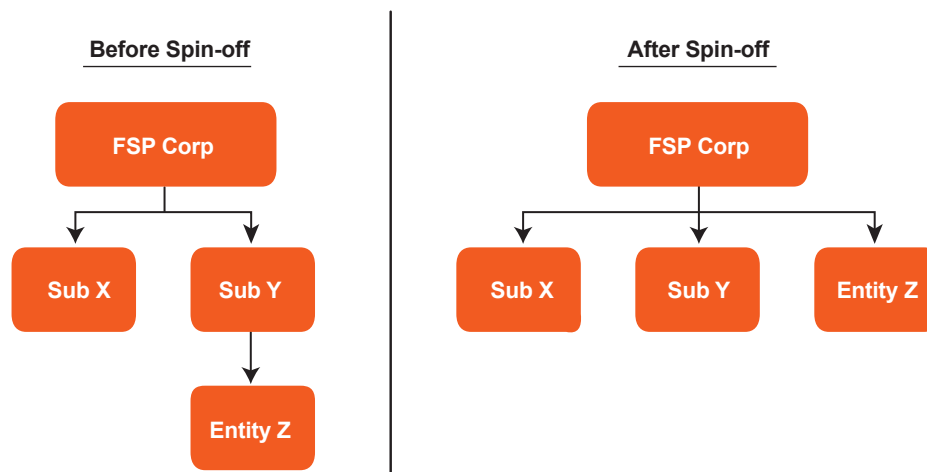 Before Spin-off
FSP Corp
Sub X
Sub Y
Entity Z
After Spin-off
FSP Corp
Sub X
Sub Y
Entity Z